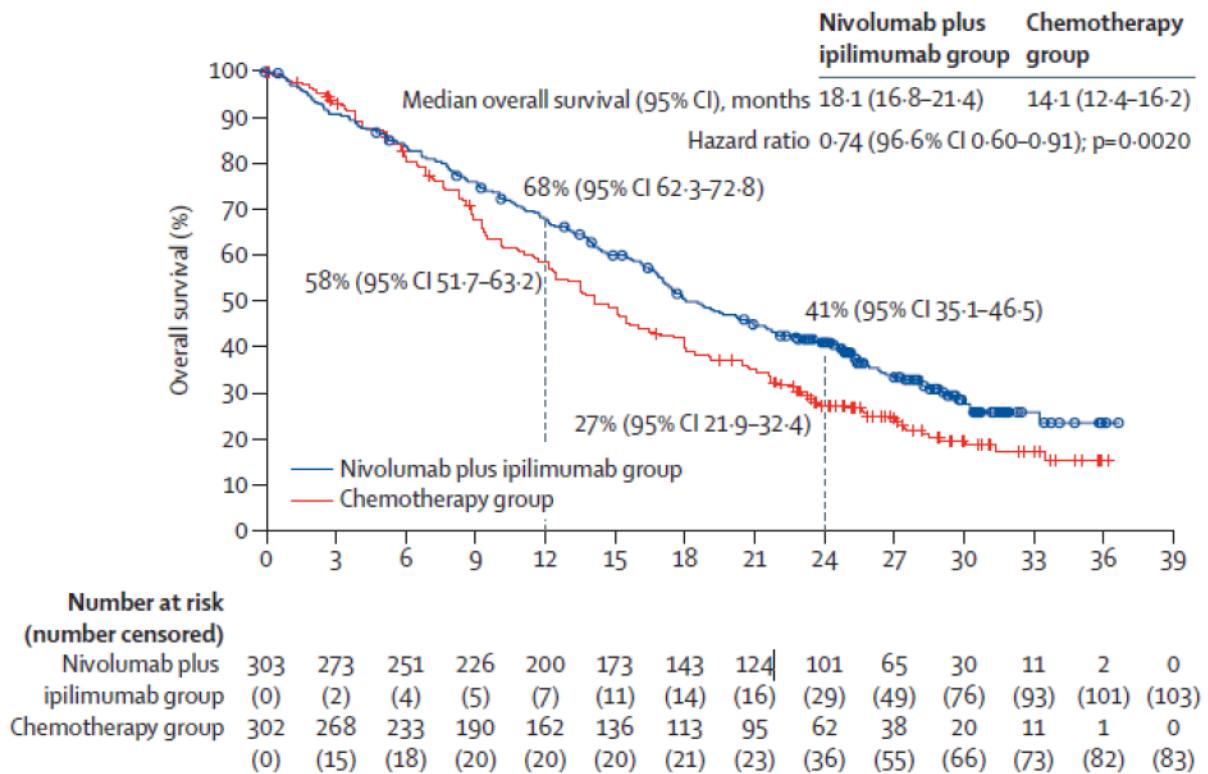 Nivolumab plus Chemotherapy
ipilimumab group group
Median overall survival (95% CI), months 18·1 (16·8–21·4) 14·1 (12·4–16·2)
Hazard ratio 0·74 (96·6% CI 0·60–0·91); p=0·0020
Overall survival (%)
100
90
80
70
60
50
40
30
20
10
0
68% (95% CI 62·3–72·8)
58% (95% CI 51·7–63·2)
41% (95% CI 35·1–46·5)
27% (95% CI 21·9–32·4)
Nivolumab plus ipilimumab group
Chemotherapy group
0 3 6 9 12 15 18 21 24 27 30 33 36 39
Number at risk
(number censored)
Nivolumab plus 303 273 251 226 200 173 143 124 101 65 30 11 2 0
ipilimumab group (0) (2) (4) (5) (7) (11) (14) (16) (29) (49) (76) (93) (101) (103)
Chemotherapy group 302 268 233 190 162 136 113 95 62 38 20 11 1 0
(0) (15) (18) (20) (20) (20) (21) (23) (36) (55) (66) (73) (82) (83)